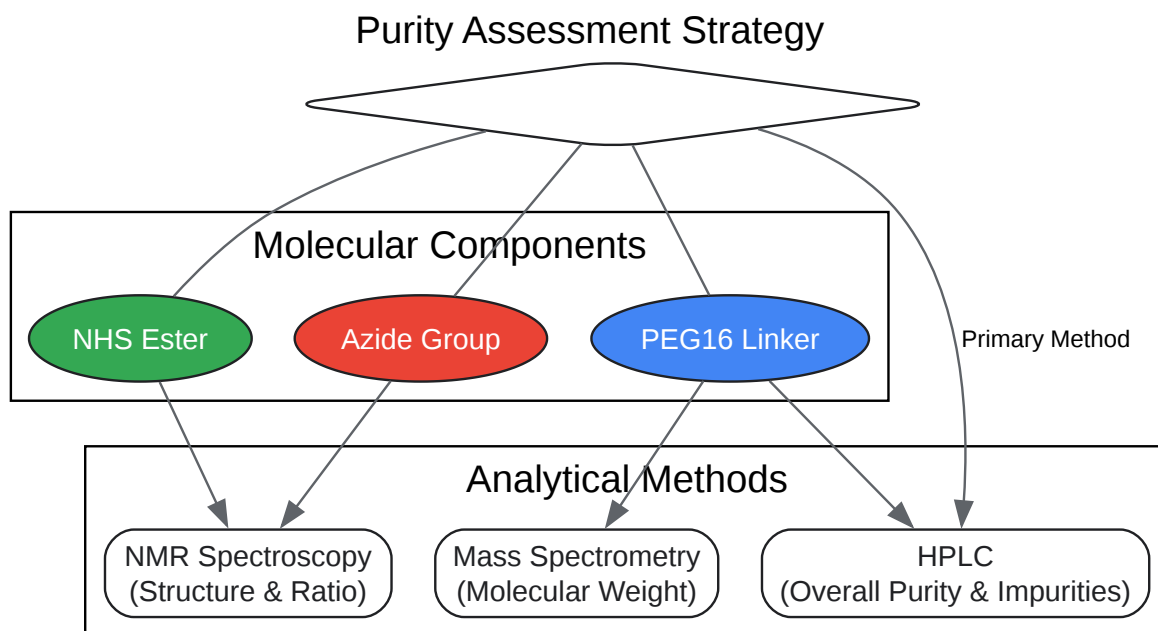 Purity Assessment Strategy
Molecular Components
NHS Ester
Azide Group
PEG16 Linker
Primary Method
Analytical Methods
NMR Spectroscopy
(Structure & Ratio)
Mass Spectrometry
(Molecular Weight)
HPLC
(Overall Purity & Impurities)